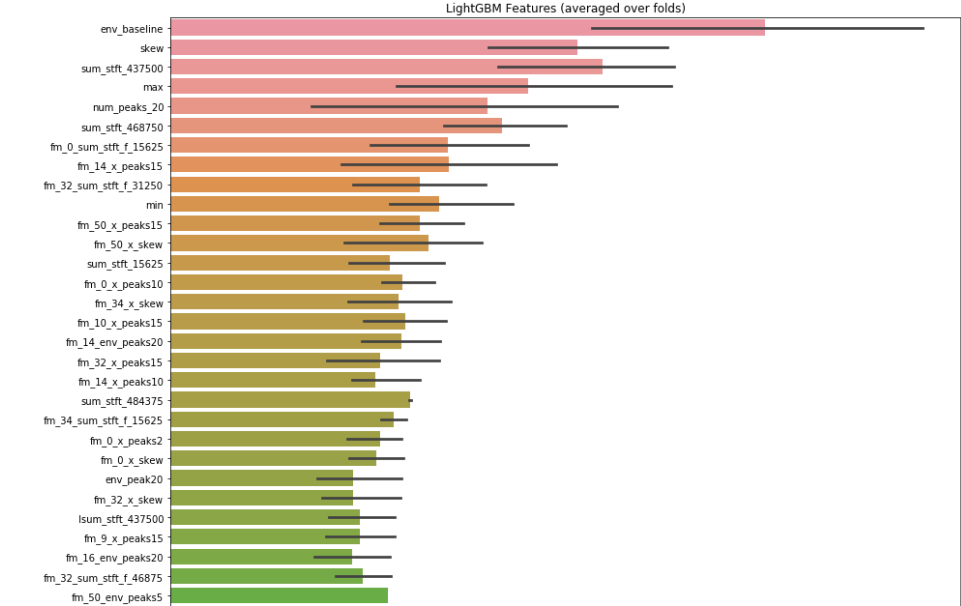 LightGBM Features (averaged over folds)
env_baseline
skew
sum_stft_437500
max
num_peaks_20
sum_stft_468750
fm_0_sum_stft_f_15625
fm_14_x_peaks15
fm_32_sum_stft_f_31250
min
fm_50_x_peaks15
fm_50_x_skew
sum_stft_15625
fm_0_x_peaks10
fm_34_x_skew
fm_10_x_peaks15
fm_14_env_peaks20
fm_32_x_peaks15
fm_14_x_peaks10
sum_stft_484375
fm_34_sum_stft_f_15625
fm_0_x_peaks2
fm_0_x_skew
env_peak20
fm_32_x_skew
lsum_stft_437500
fm_9_x_peaks15
fm_16_env_peaks20
fm_32_sum_stft_f_46875
fm_50_env_peaks5